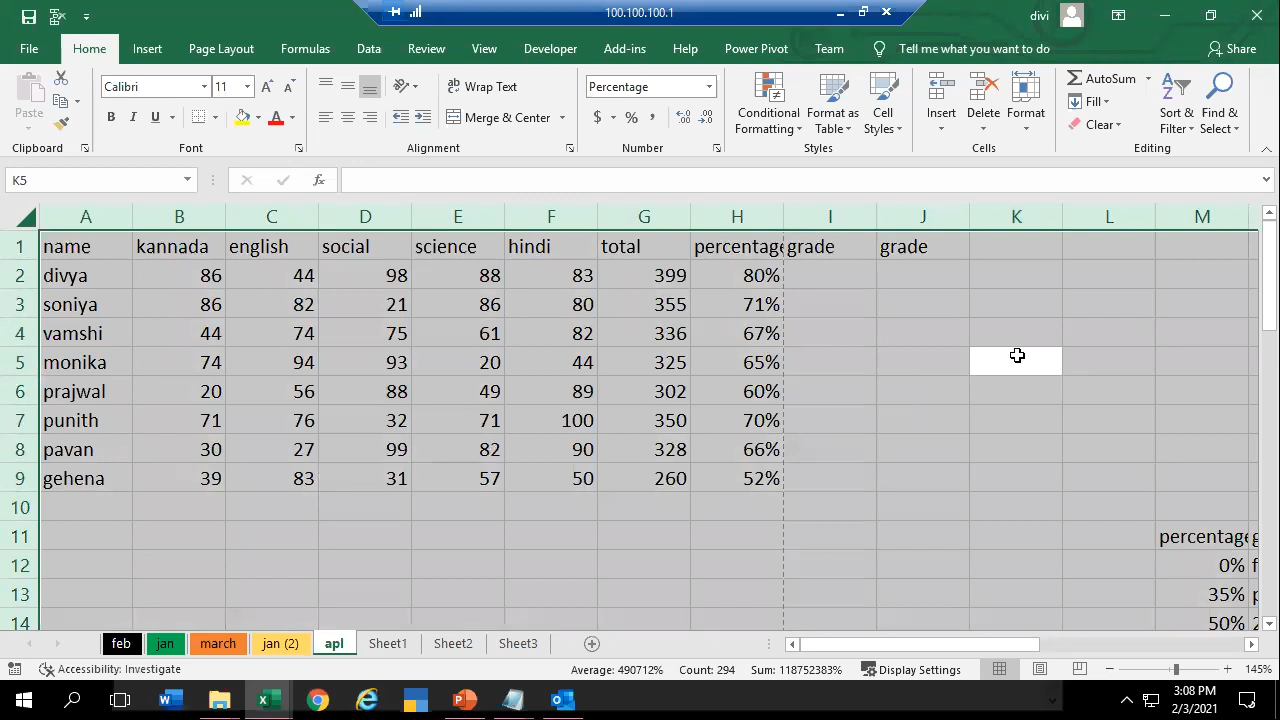 100.100.100.1
divi
File Home Insert Page Layout Formulas Data Review View Developer Add-ins Help Power Pivot Team Tell me what you want to do Share
Paste
Clipboard
Calibri 11
B I U
Font
Wrap Text
Merge & Center
Alignment
Percentage
$ % ,
Number
Conditional Formatting
Format as Table
Cell Styles
Styles
Insert Delete Format
Cells
AutoSum
Fill
Clear
Sort & Filter
Find & Select
Editing
K5 fx
A B C D E F G H I J K L M
1 name kannada english social science hindi total percentage grade grade
2 divya 86 44 98 88 83 399 80%
3 soniya 86 82 21 86 80 355 71%
4 vamshi 44 74 75 61 82 336 67%
5 monika 74 94 93 20 44 325 65%
6 prajwal 20 56 88 49 89 302 60%
7 punith 71 76 32 71 100 350 70%
8 pavan 30 27 99 82 90 328 66%
9 gehena 39 83 31 57 50 260 52%
10
11 percentage g
12 0% f
13 35% p
14 50% 2
feb jan march jan (2) apl Sheet1 Sheet2 Sheet3
Accessibility: Investigate Average: 490712% Count: 294 Sum: 118752383% Display Settings 145%
3:08 PM
2/3/2021